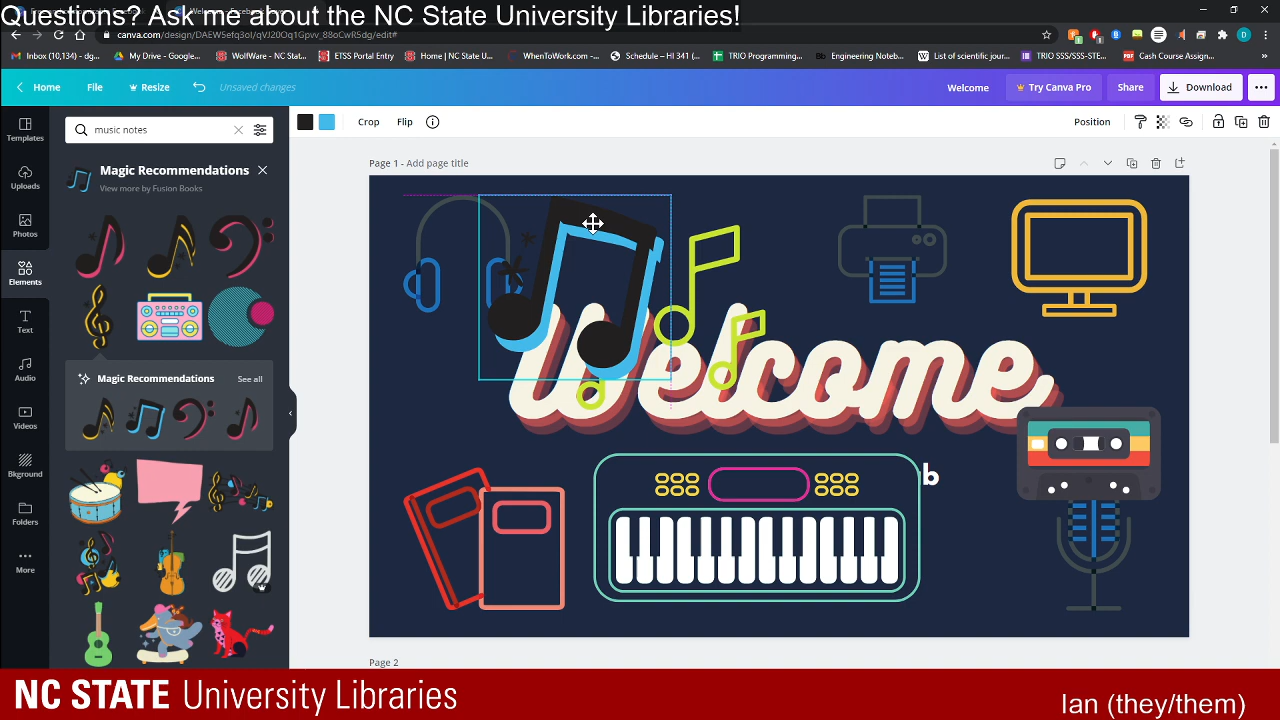 Questions? Ask me about the NC State University Libraries!
canva.com/design/DAEW5efq3oI/qVJ20Oq1Gpvv_88oCwR5dg/edit#
Inbox (10,134) - dg...
My Drive - Google...
WolfWare - NC Stat...
ETSS Portal Entry
Home | NC State U...
WhenToWork.com -...
Schedule – HI 341 (...
TRIO Programming...
Engineering Noteb...
List of scientific jour...
TRIO SSS/SSS-STE...
Cash Course Assign...
Home
File
Resize
Unsaved changes
Welcome
Try Canva Pro
Share
Download
Templates
Uploads
Photos
Elements
Text
Audio
Videos
Bkground
Folders
More
music notes
Magic Recommendations
View more by Fusion Books
Magic Recommendations
See all
Crop
Flip
Position
Page 1 - Add page title
Welcome
b
Page 2
NC STATE University Libraries
Ian (they/them)